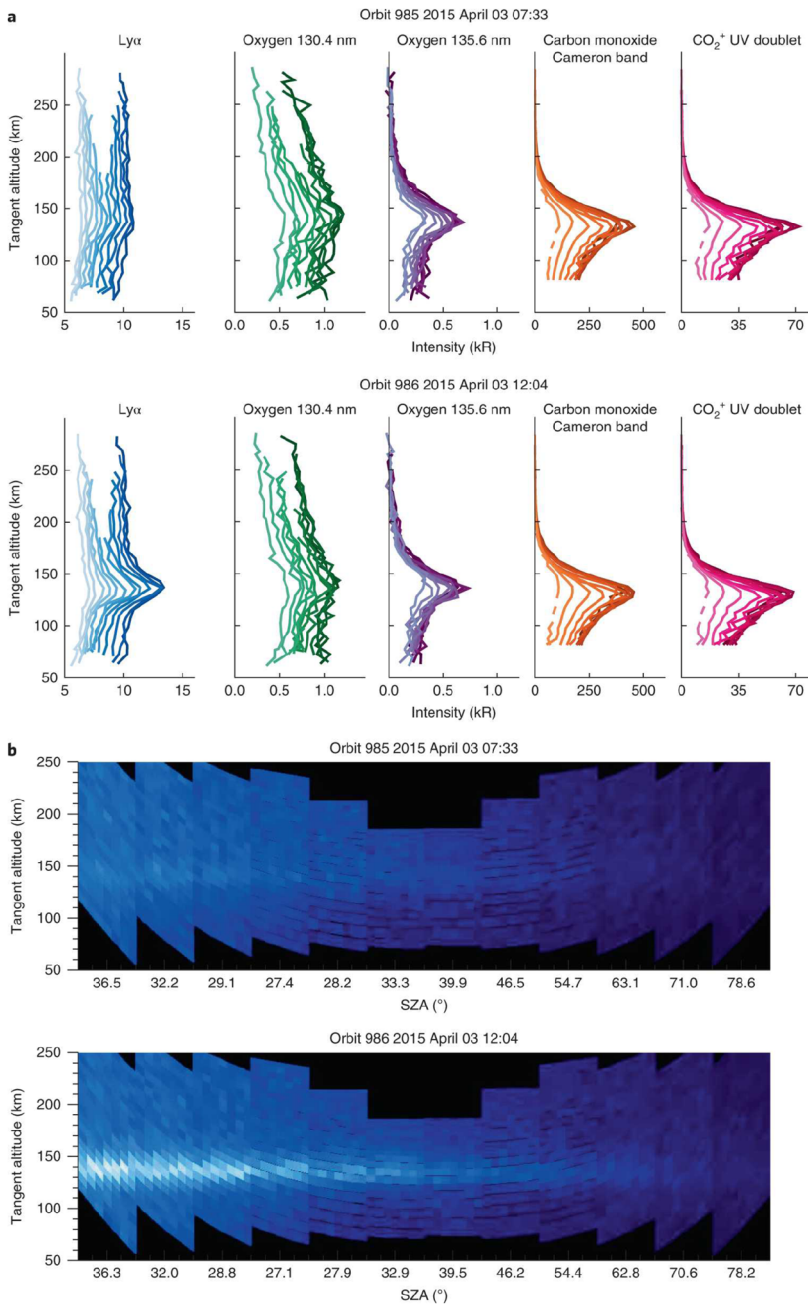 a
Orbit 985 2015 April 03 07:33
Lyα
Oxygen 130.4 nm
Oxygen 135.6 nm
Carbon monoxide
Cameron band
CO₂⁺ UV doublet
Tangent altitude (km)
250
200
150
100
50
5 10 15
0.0 0.5 1.0
0.0 0.5 1.0
0 250 500
0 35 70
Intensity (kR)
Orbit 986 2015 April 03 12:04
Lyα
Oxygen 130.4 nm
Oxygen 135.6 nm
Carbon monoxide
Cameron band
CO₂⁺ UV doublet
Tangent altitude (km)
250
200
150
100
50
5 10 15
0.0 0.5 1.0
0.0 0.5 1.0
0 250 500
0 35 70
Intensity (kR)
b
Orbit 985 2015 April 03 07:33
Tangent altitude (km)
250
200
150
100
50
36.5 32.2 29.1 27.4 28.2 33.3 39.9 46.5 54.7 63.1 71.0 78.6
SZA (°)
Orbit 986 2015 April 03 12:04
Tangent altitude (km)
250
200
150
100
50
36.3 32.0 28.8 27.1 27.9 32.9 39.5 46.2 54.4 62.8 70.6 78.2
SZA (°)